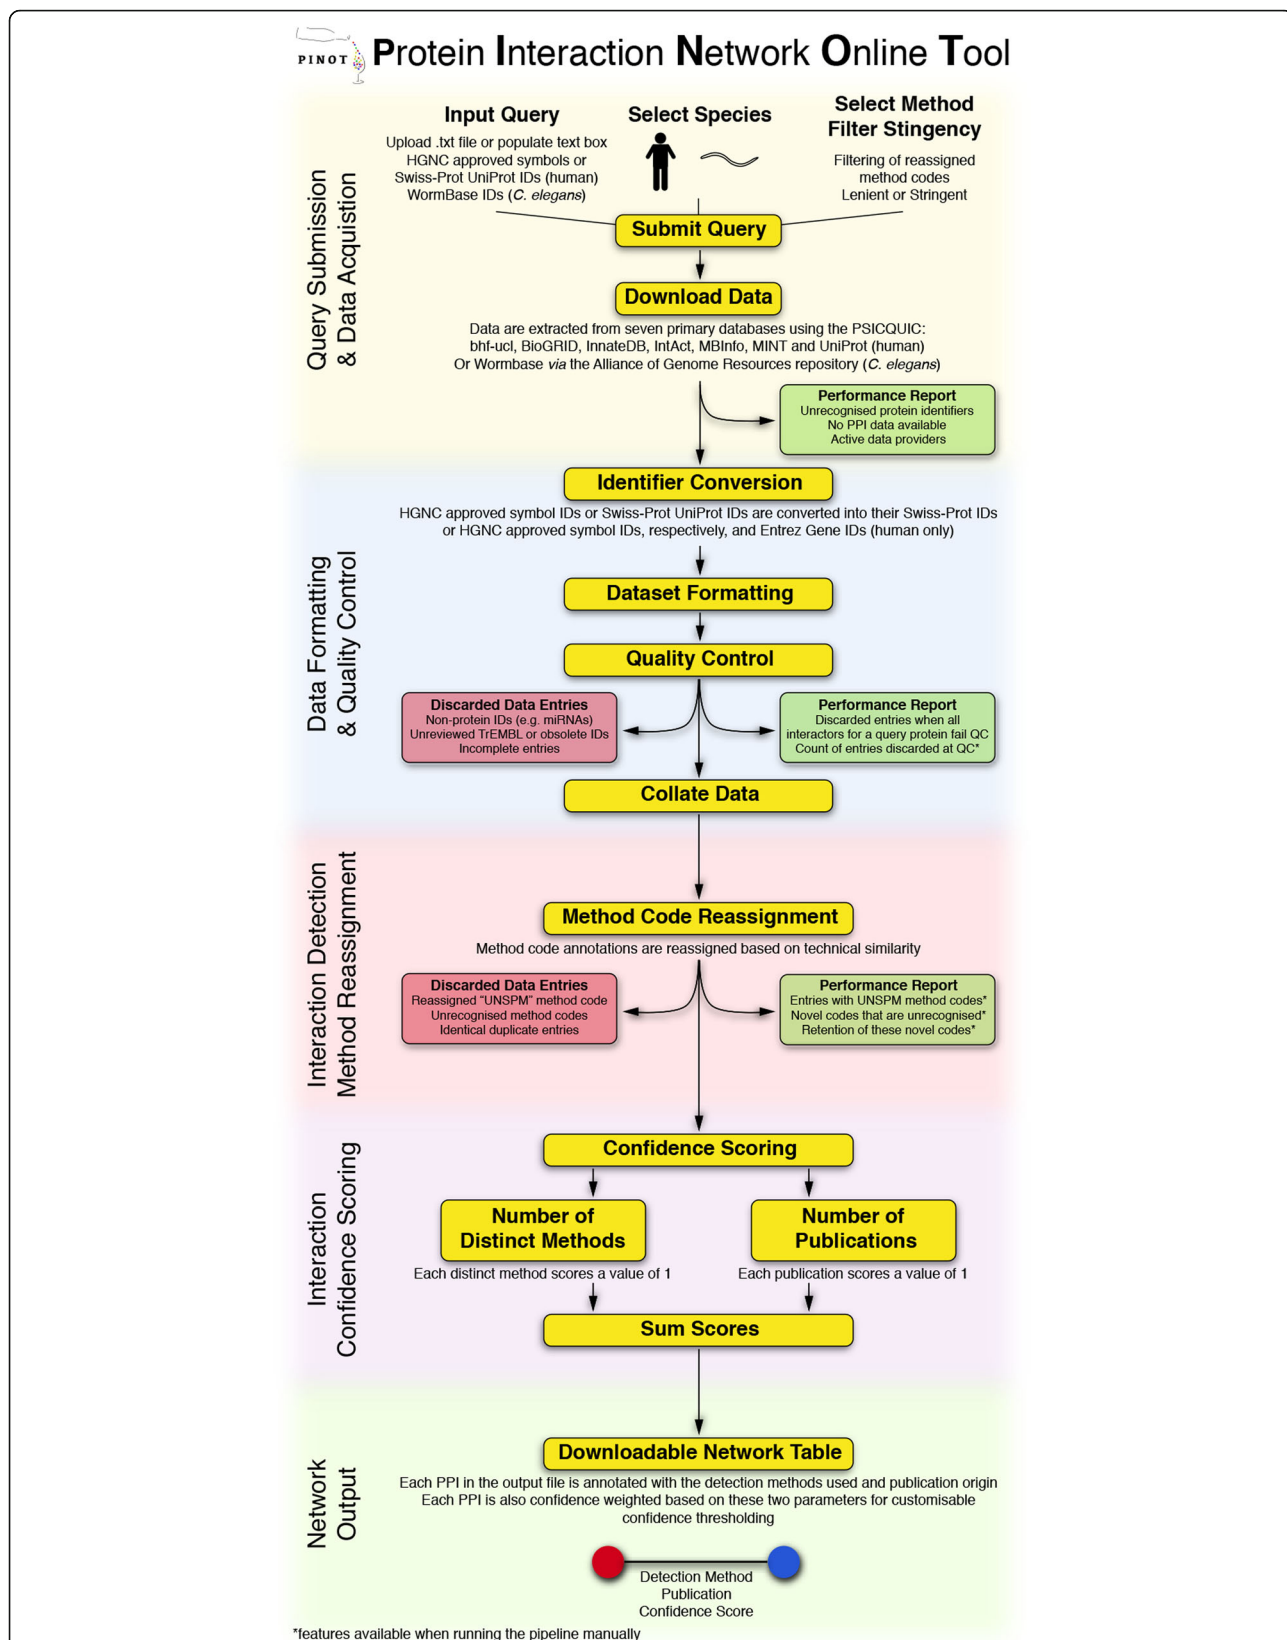 PINOT
Protein Interaction Network Online Tool
Query Submission
& Data Acquistion
Input Query
Upload .txt file or populate text box
HGNC approved symbols or
Swiss-Prot UniProt IDs (human)
WormBase IDs (C. elegans)
Select Species
Select Method
Filter Stingency
Filtering of reassigned
method codes
Lenient or Stringent
Submit Query
Download Data
Data are extracted from seven primary databases using the PSICQUIC:
bhf-ucl, BioGRID, InnateDB, IntAct, MBInfo, MINT and UniProt (human)
Or Wormbase via the Alliance of Genome Resources repository (C. elegans)
Performance Report
Unrecognised protein identifiers
No PPI data available
Active data providers
Data Formatting
& Quality Control
Identifier Conversion
HGNC approved symbol IDs or Swiss-Prot UniProt IDs are converted into their Swiss-Prot IDs
or HGNC approved symbol IDs, respectively, and Entrez Gene IDs (human only)
Dataset Formatting
Quality Control
Discarded Data Entries
Non-protein IDs (e.g. miRNAs)
Unreviewed TrEMBL or obsolete IDs
Incomplete entries
Performance Report
Discarded entries when all
interactors for a query protein fail QC
Count of entries discarded at QC*
Collate Data
Interaction Detection
Method Reassignment
Method Code Reassignment
Method code annotations are reassigned based on technical similarity
Discarded Data Entries
Reassigned “UNSPM” method code
Unrecognised method codes
Identical duplicate entries
Performance Report
Entries with UNSPM method codes*
Novel codes that are unrecognised*
Retention of these novel codes*
Interaction
Confidence Scoring
Confidence Scoring
Number of
Distinct Methods
Each distinct method scores a value of 1
Number of
Publications
Each publication scores a value of 1
Sum Scores
Network
Output
Downloadable Network Table
Each PPI in the output file is annotated with the detection methods used and publication origin
Each PPI is also confidence weighted based on these two parameters for customisable
confidence thresholding
Detection Method
Publication
Confidence Score
*features available when running the pipeline manually